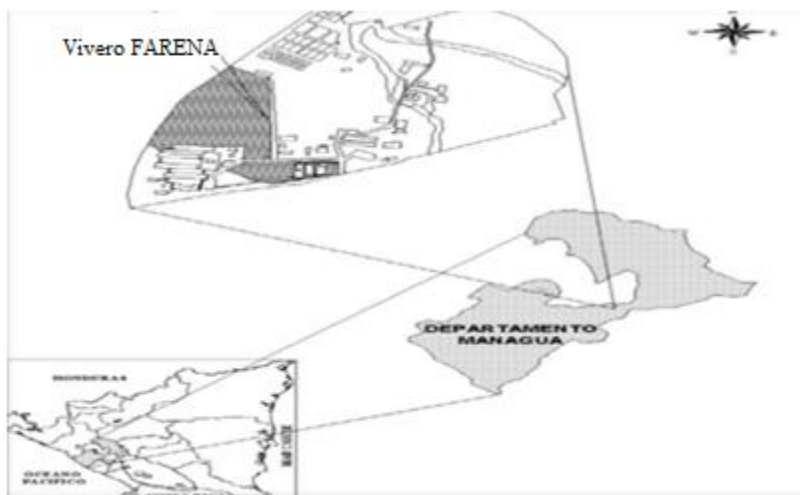 Vivero FARENA
DEPARTAMENTO
MANAGUA
HONDURAS
OCEANO
PACIFICO